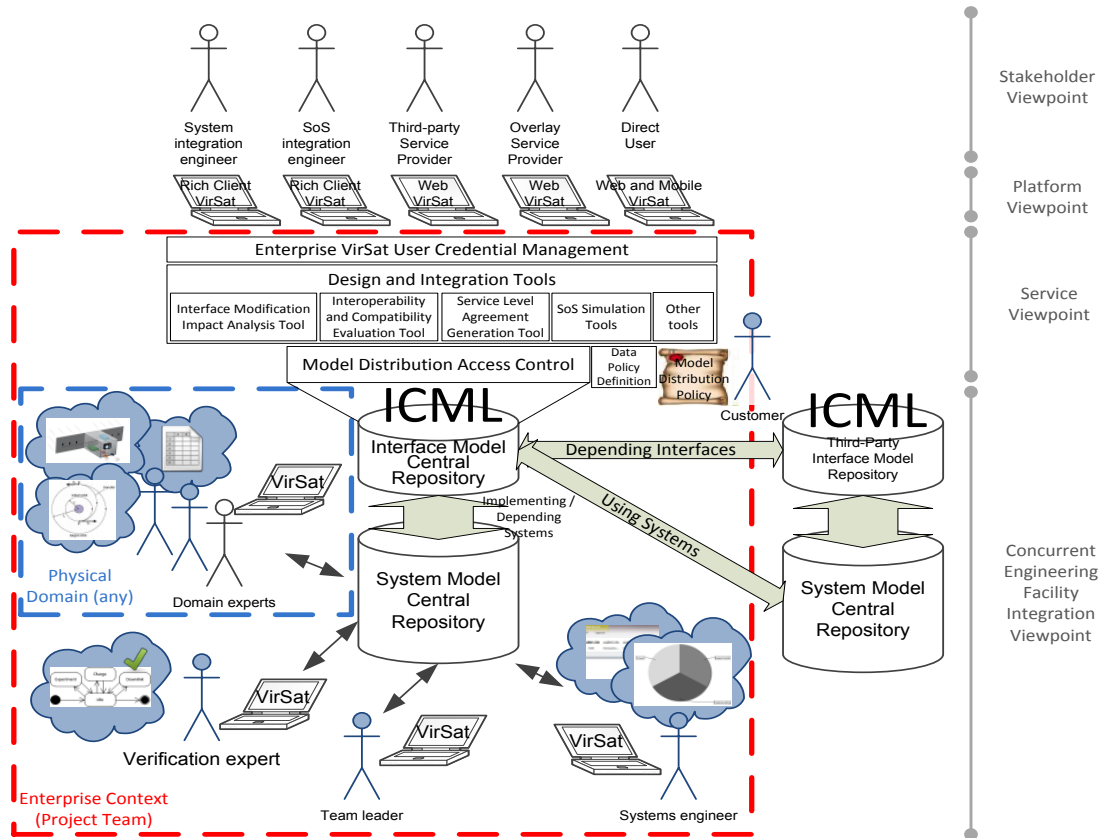 System
integration
engineer
SoS
integration
engineer
Third-party
Service
Provider
Overlay
Service
Provider
Direct
User
Stakeholder
Viewpoint
Rich Client
VirSat
Rich Client
VirSat
Web
VirSat
Web
VirSat
Web and Mobile
VirSat
Platform
Viewpoint
Enterprise VirSat User Credential Management
Design and Integration Tools
Interface Modification
Impact Analysis Tool
Interoperability
and Compatibility
Evaluation Tool
Service Level
Agreement
Generation Tool
SoS Simulation
Tools
Other
tools
Service
Viewpoint
Model Distribution Access Control
Data
Policy
Definition
Model
Distribution
Policy
Customer
ICML
Interface Model
Central
Repository
Depending Interfaces
ICML
Third-Party
Interface Model
Repository
Implementing /
Depending
Systems
Using Systems
VirSat
Physical
Domain (any)
Domain experts
System Model
Central
Repository
System Model
Central
Repository
Concurrent
Engineering
Facility
Integration
Viewpoint
Experiment
Charge
Downlink
Idle
VirSat
Verification expert
VirSat
Team leader
VirSat
Systems engineer
Enterprise Context
(Project Team)